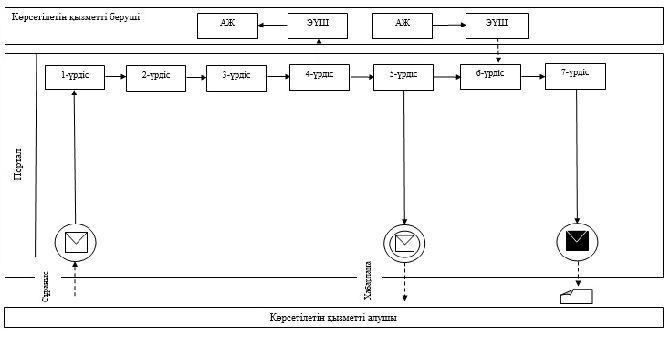 Көрсетілетін қызметті беруші
АЖ
ЭҮШ
АЖ
ЭҮШ
Портал
1-үрдіс
2-үрдіс
3-үрдіс
4-үрдіс
5-үрдіс
6-үрдіс
7-үрдіс
Сұраныс
Хабарлама
Көрсетілетін қызметті алушы